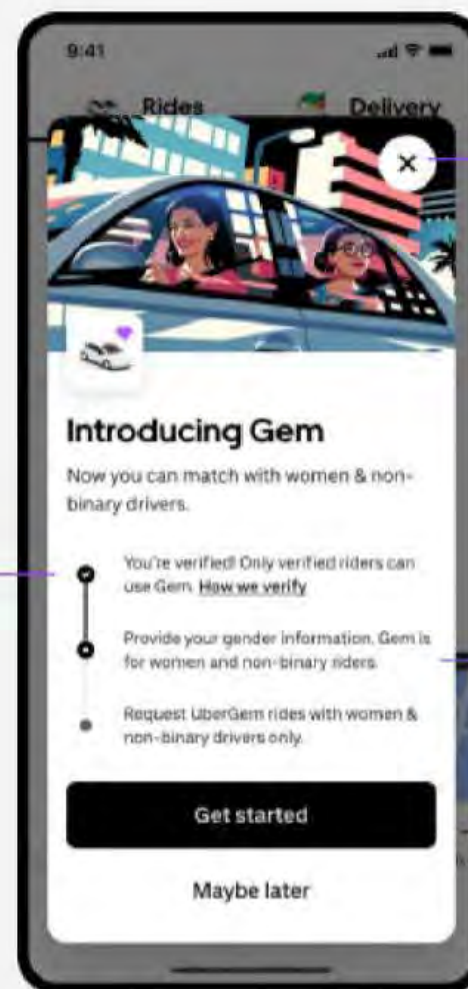 9:41
Rides Delivery
Introducing Gem
Now you can match with women & non-
binary drivers.
You're verified! Only verified riders can
use Gem. How we verify
Provide your gender information. Gem is
for women and non-binary riders.
Request UberGem rides with women &
non-binary drivers only.
Get started
Maybe later